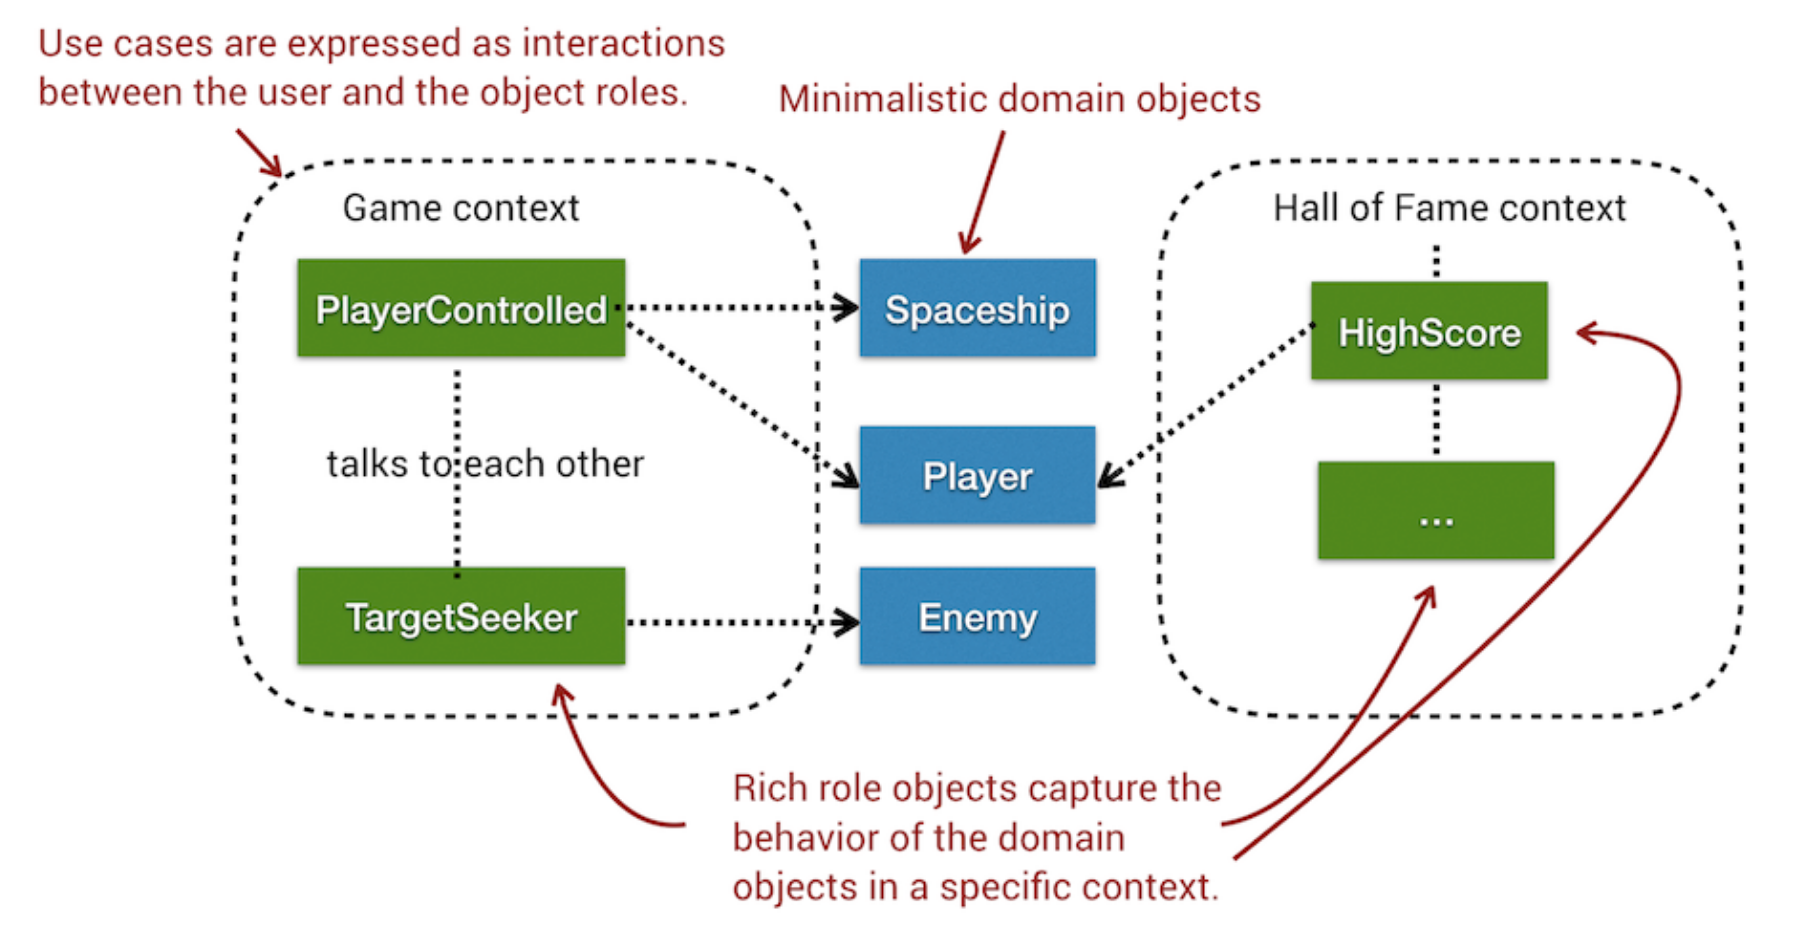 Use cases are expressed as interactions
between the user and the object roles.
Minimalistic domain objects
Game context
Hall of Fame context
PlayerControlled
Spaceship
HighScore
talks to each other
Player
...
TargetSeeker
Enemy
Rich role objects capture the
behavior of the domain
objects in a specific context.